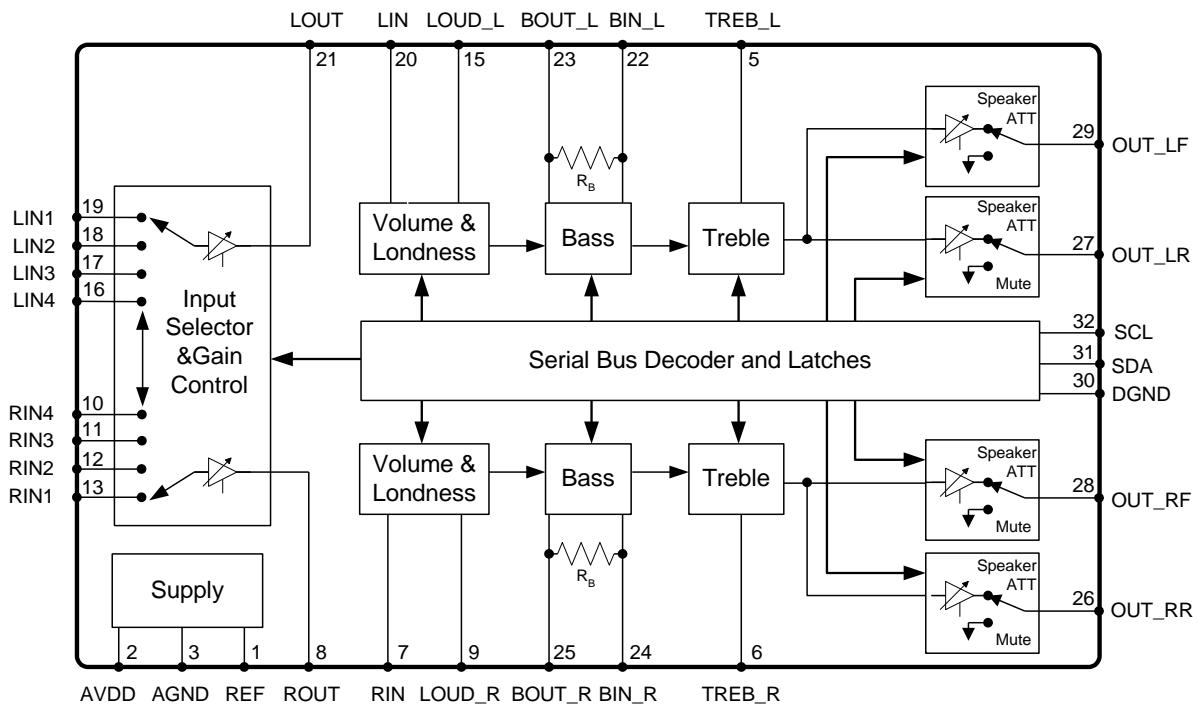 LOUT LIN LOUD_L BOUT_L BIN_L TREB_L
21 20 15 23 22 5
Speaker
ATT
29 OUT_LF
R_B
LIN1 19
LIN2 18
LIN3 17
LIN4 16
Input
Selector
&Gain
Control
Volume &
Londness
Bass
Treble
Speaker
ATT
Mute
27 OUT_LR
Serial Bus Decoder and Latches
32 SCL
31 SDA
30 DGND
RIN4 10
RIN3 11
RIN2 12
RIN1 13
Volume &
Londness
Bass
Treble
Speaker
ATT
Mute
28 OUT_RF
R_B
Speaker
ATT
Mute
26 OUT_RR
Supply
2 3 1 8 7 9 25 24 6
AVDD AGND REF ROUT RIN LOUD_R BOUT_R BIN_R TREB_R